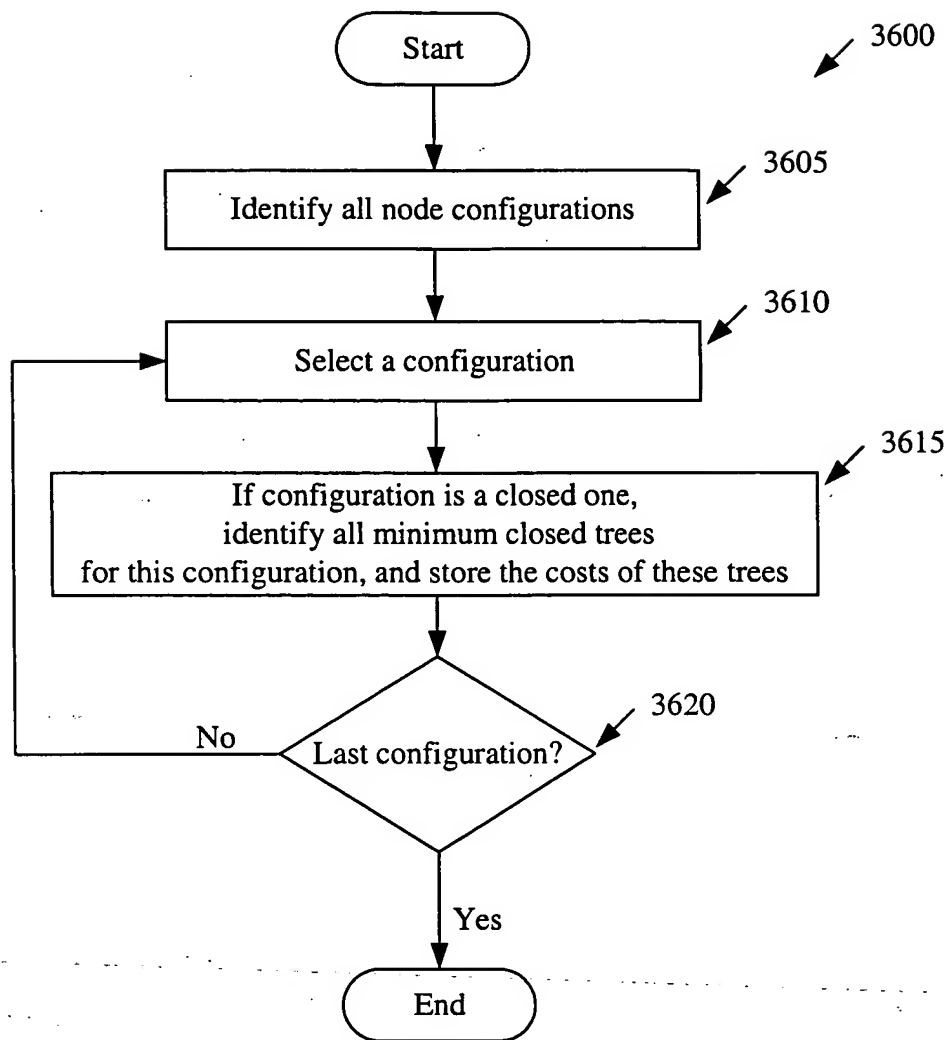 Start
3600
3605
Identify all node configurations
3610
Select a configuration
3615
If configuration is a closed one,
identify all minimum closed trees
for this configuration, and store the costs of these trees
3620
No
Last configuration?
Yes
End